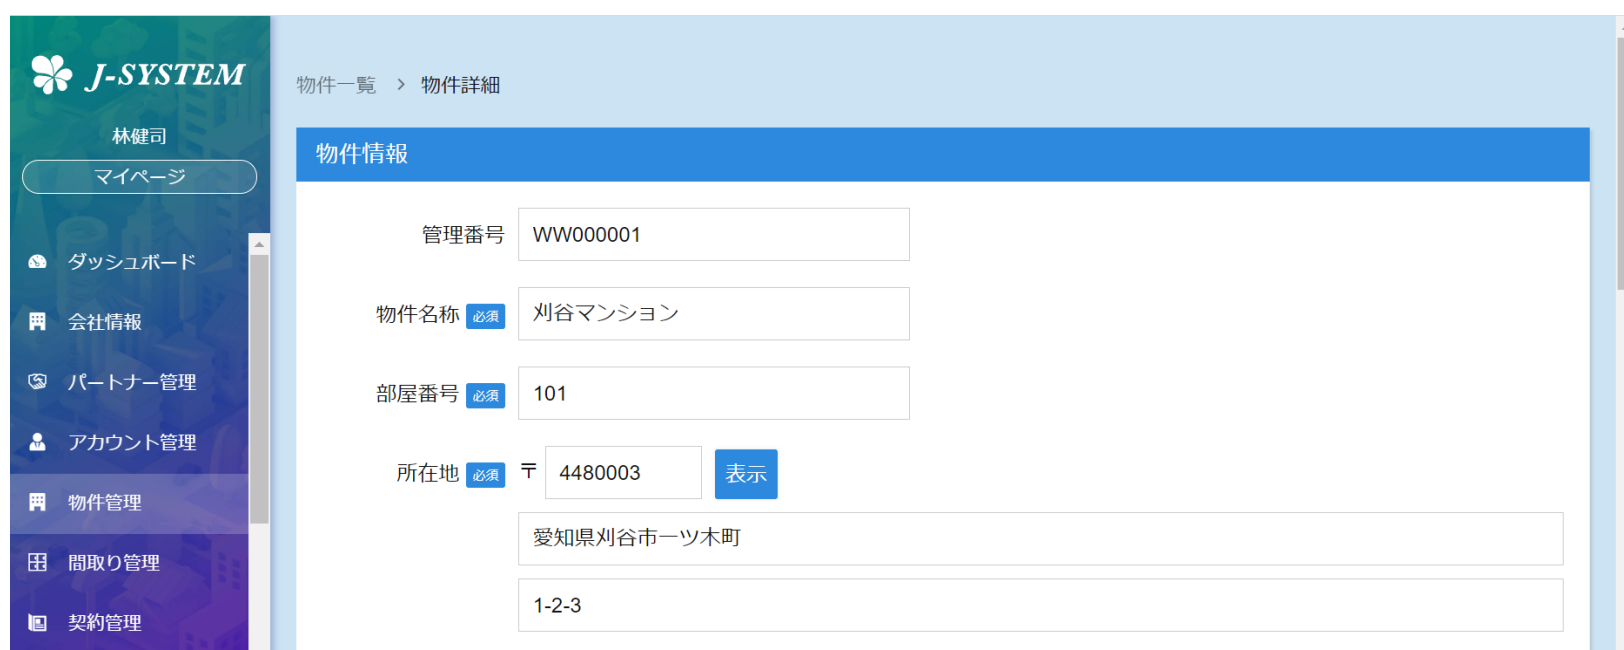 J-SYSTEM
林健司
マイページ
ダッシュボード
会社情報
パートナー管理
アカウント管理
物件管理
間取り管理
契約管理
物件一覧 > 物件詳細
物件情報
管理番号 WW000001
物件名称 必須 刈谷マンション
部屋番号 必須 101
所在地 必須 〒 4480003 表示
愛知県刈谷市一ツ木町
1-2-3